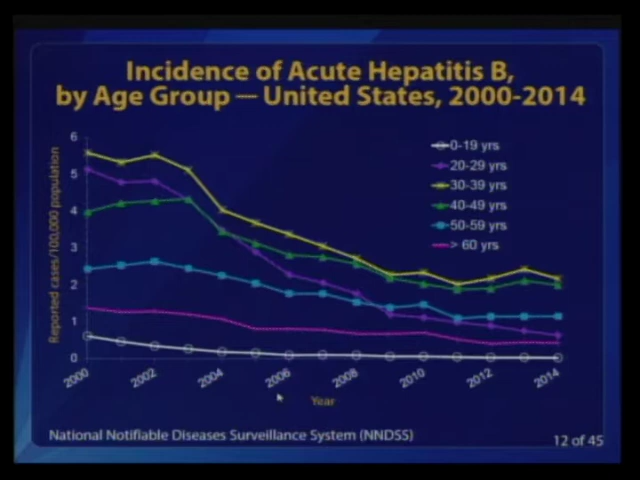 Incidence of Acute Hepatitis B,
by Age Group — United States, 2000-2014
Reported cases/100,000 population
6
5
4
3
2
1
0
0-19 yrs
20-29 yrs
30-39 yrs
40-49 yrs
50-59 yrs
> 60 yrs
2000
2002
2004
2006
2008
2010
2012
2014
Year
National Notifiable Diseases Surveillance System (NNDSS)
12 of 45